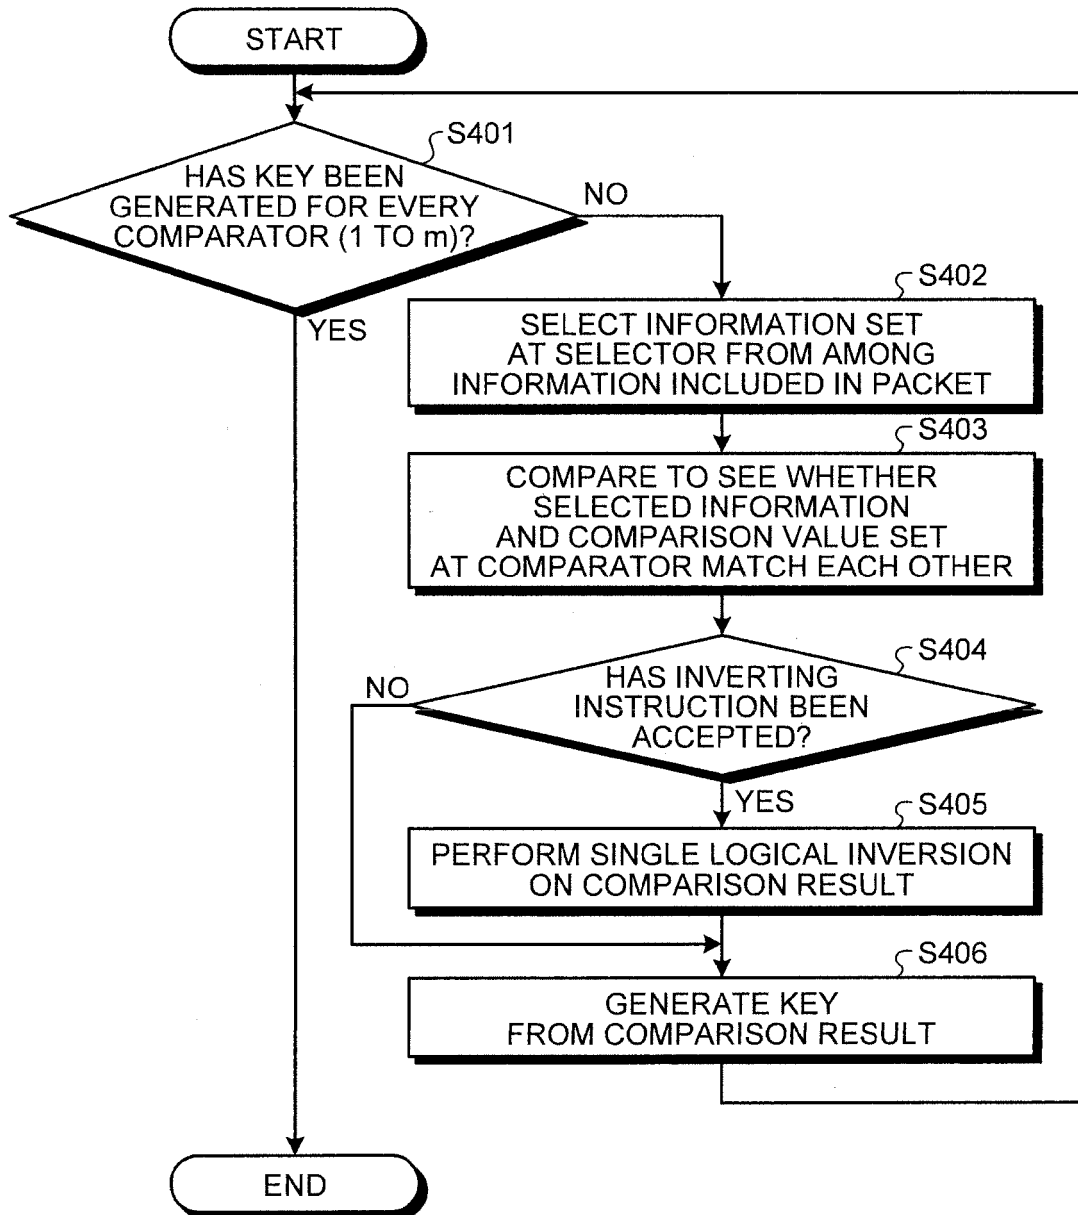 START
S401
HAS KEY BEEN
GENERATED FOR EVERY
COMPARATOR (1 TO m)?
NO
YES
S402
SELECT INFORMATION SET
AT SELECTOR FROM AMONG
INFORMATION INCLUDED IN PACKET
S403
COMPARE TO SEE WHETHER
SELECTED INFORMATION
AND COMPARISON VALUE SET
AT COMPARATOR MATCH EACH OTHER
S404
HAS INVERTING
INSTRUCTION BEEN
ACCEPTED?
NO
YES
S405
PERFORM SINGLE LOGICAL INVERSION
ON COMPARISON RESULT
S406
GENERATE KEY
FROM COMPARISON RESULT
END